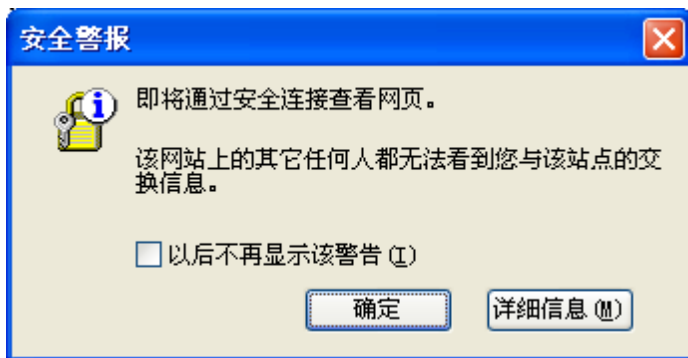 安全警报
即将通过安全连接查看网页。
该网站上的其它任何人都无法看到您与该站点的交
换信息。
以后不再显示该警告(I)
确定
详细信息(M)